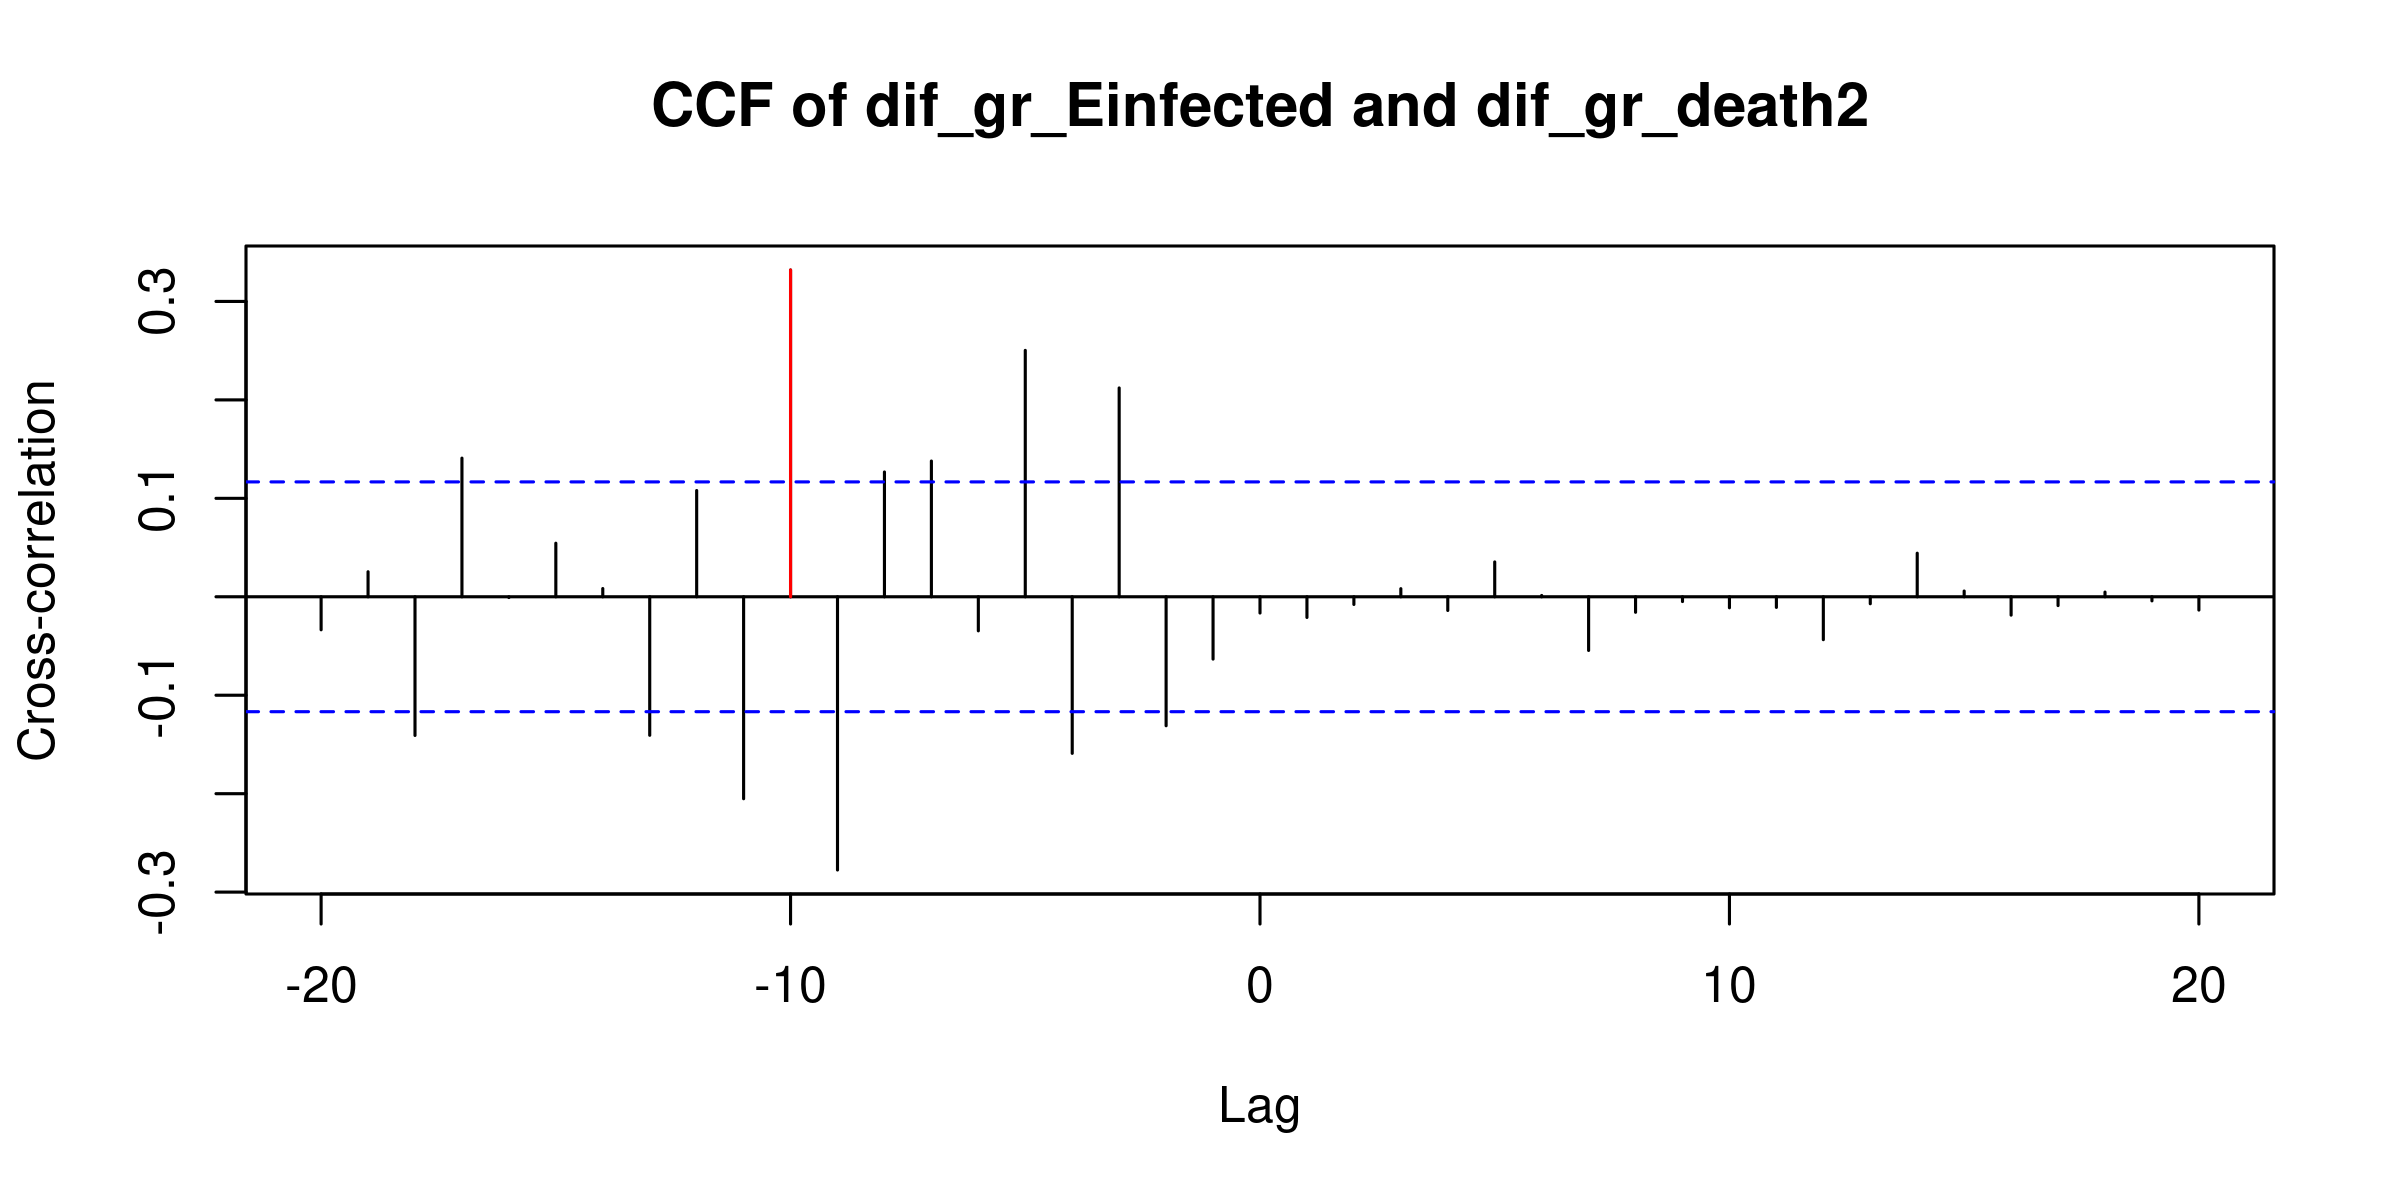 CCF of dif_gr_Einfected and dif_gr_death2
Cross-correlation
0.3
0.1
-0.1
-0.3
-20 -10 0 10 20
Lag